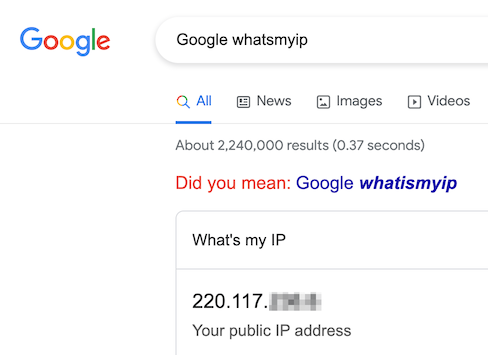 Google
Google whatsmyip
All News Images Videos
About 2,240,000 results (0.37 seconds)
Did you mean: Google whatismyip
What's my IP
220.117.
Your public IP address